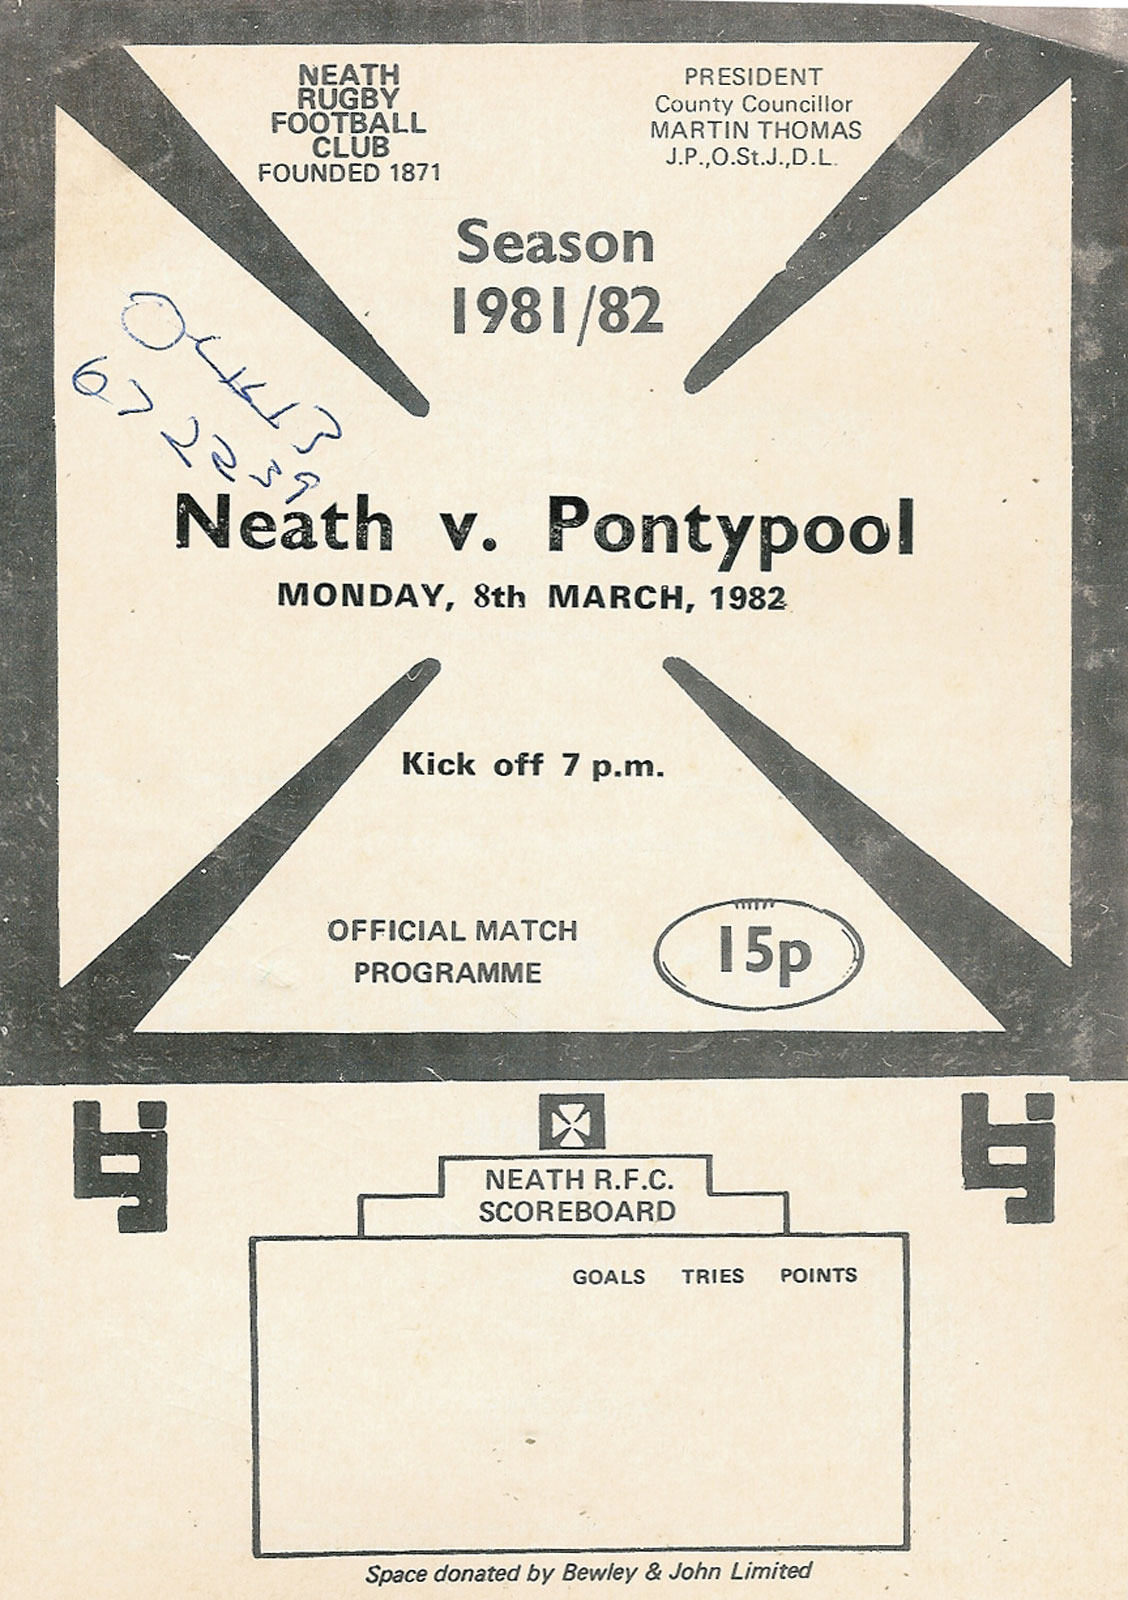 NEATH
RUGBY
FOOTBALL
CLUB
FOUNDED 1871
PRESIDENT
County Councillor
MARTIN THOMAS
J.P.,O.St.J.,D.L.
Season
1981/82
672239
Neath v. Pontypool
MONDAY, 8th MARCH, 1982
Kick off 7 p.m.
OFFICIAL MATCH
PROGRAMME
15p
NEATH R.F.C.
SCOREBOARD
GOALS TRIES POINTS
Space donated by Bewley & John Limited